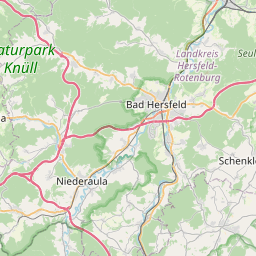 aturpark
Knüll
Landkreis
Hersfeld-
Rotenburg
Seul
Bad Hersfeld
a
Schenkl
Niederaula